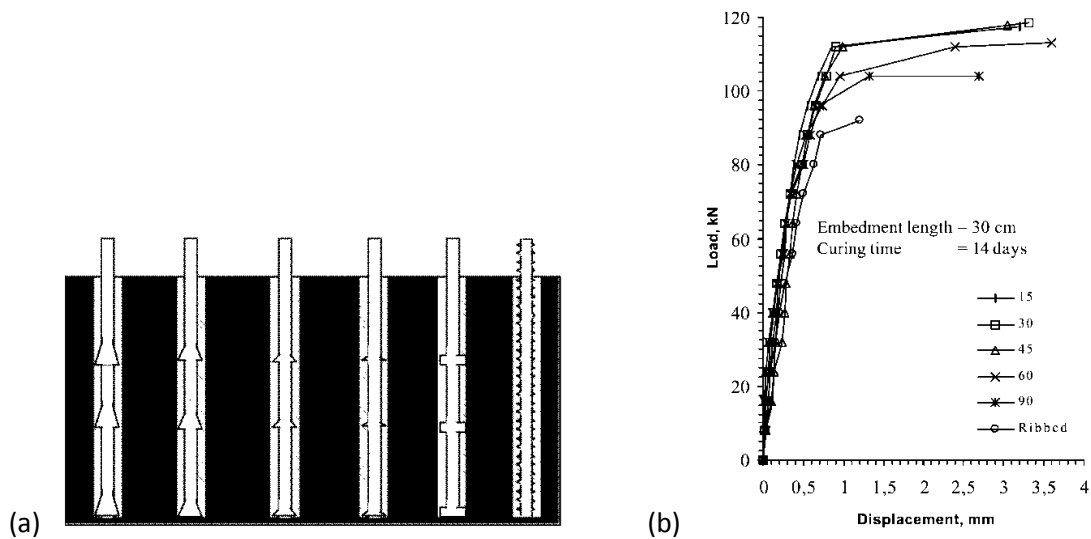 (a)
120
100
80
60
40
20
0
Load, kN
Embedment length – 30 cm
Curing time = 14 days
15
30
45
60
90
Ribbed
0 0,5 1 1,5 2 2,5 3 3,5 4
Displacement, mm
(b)